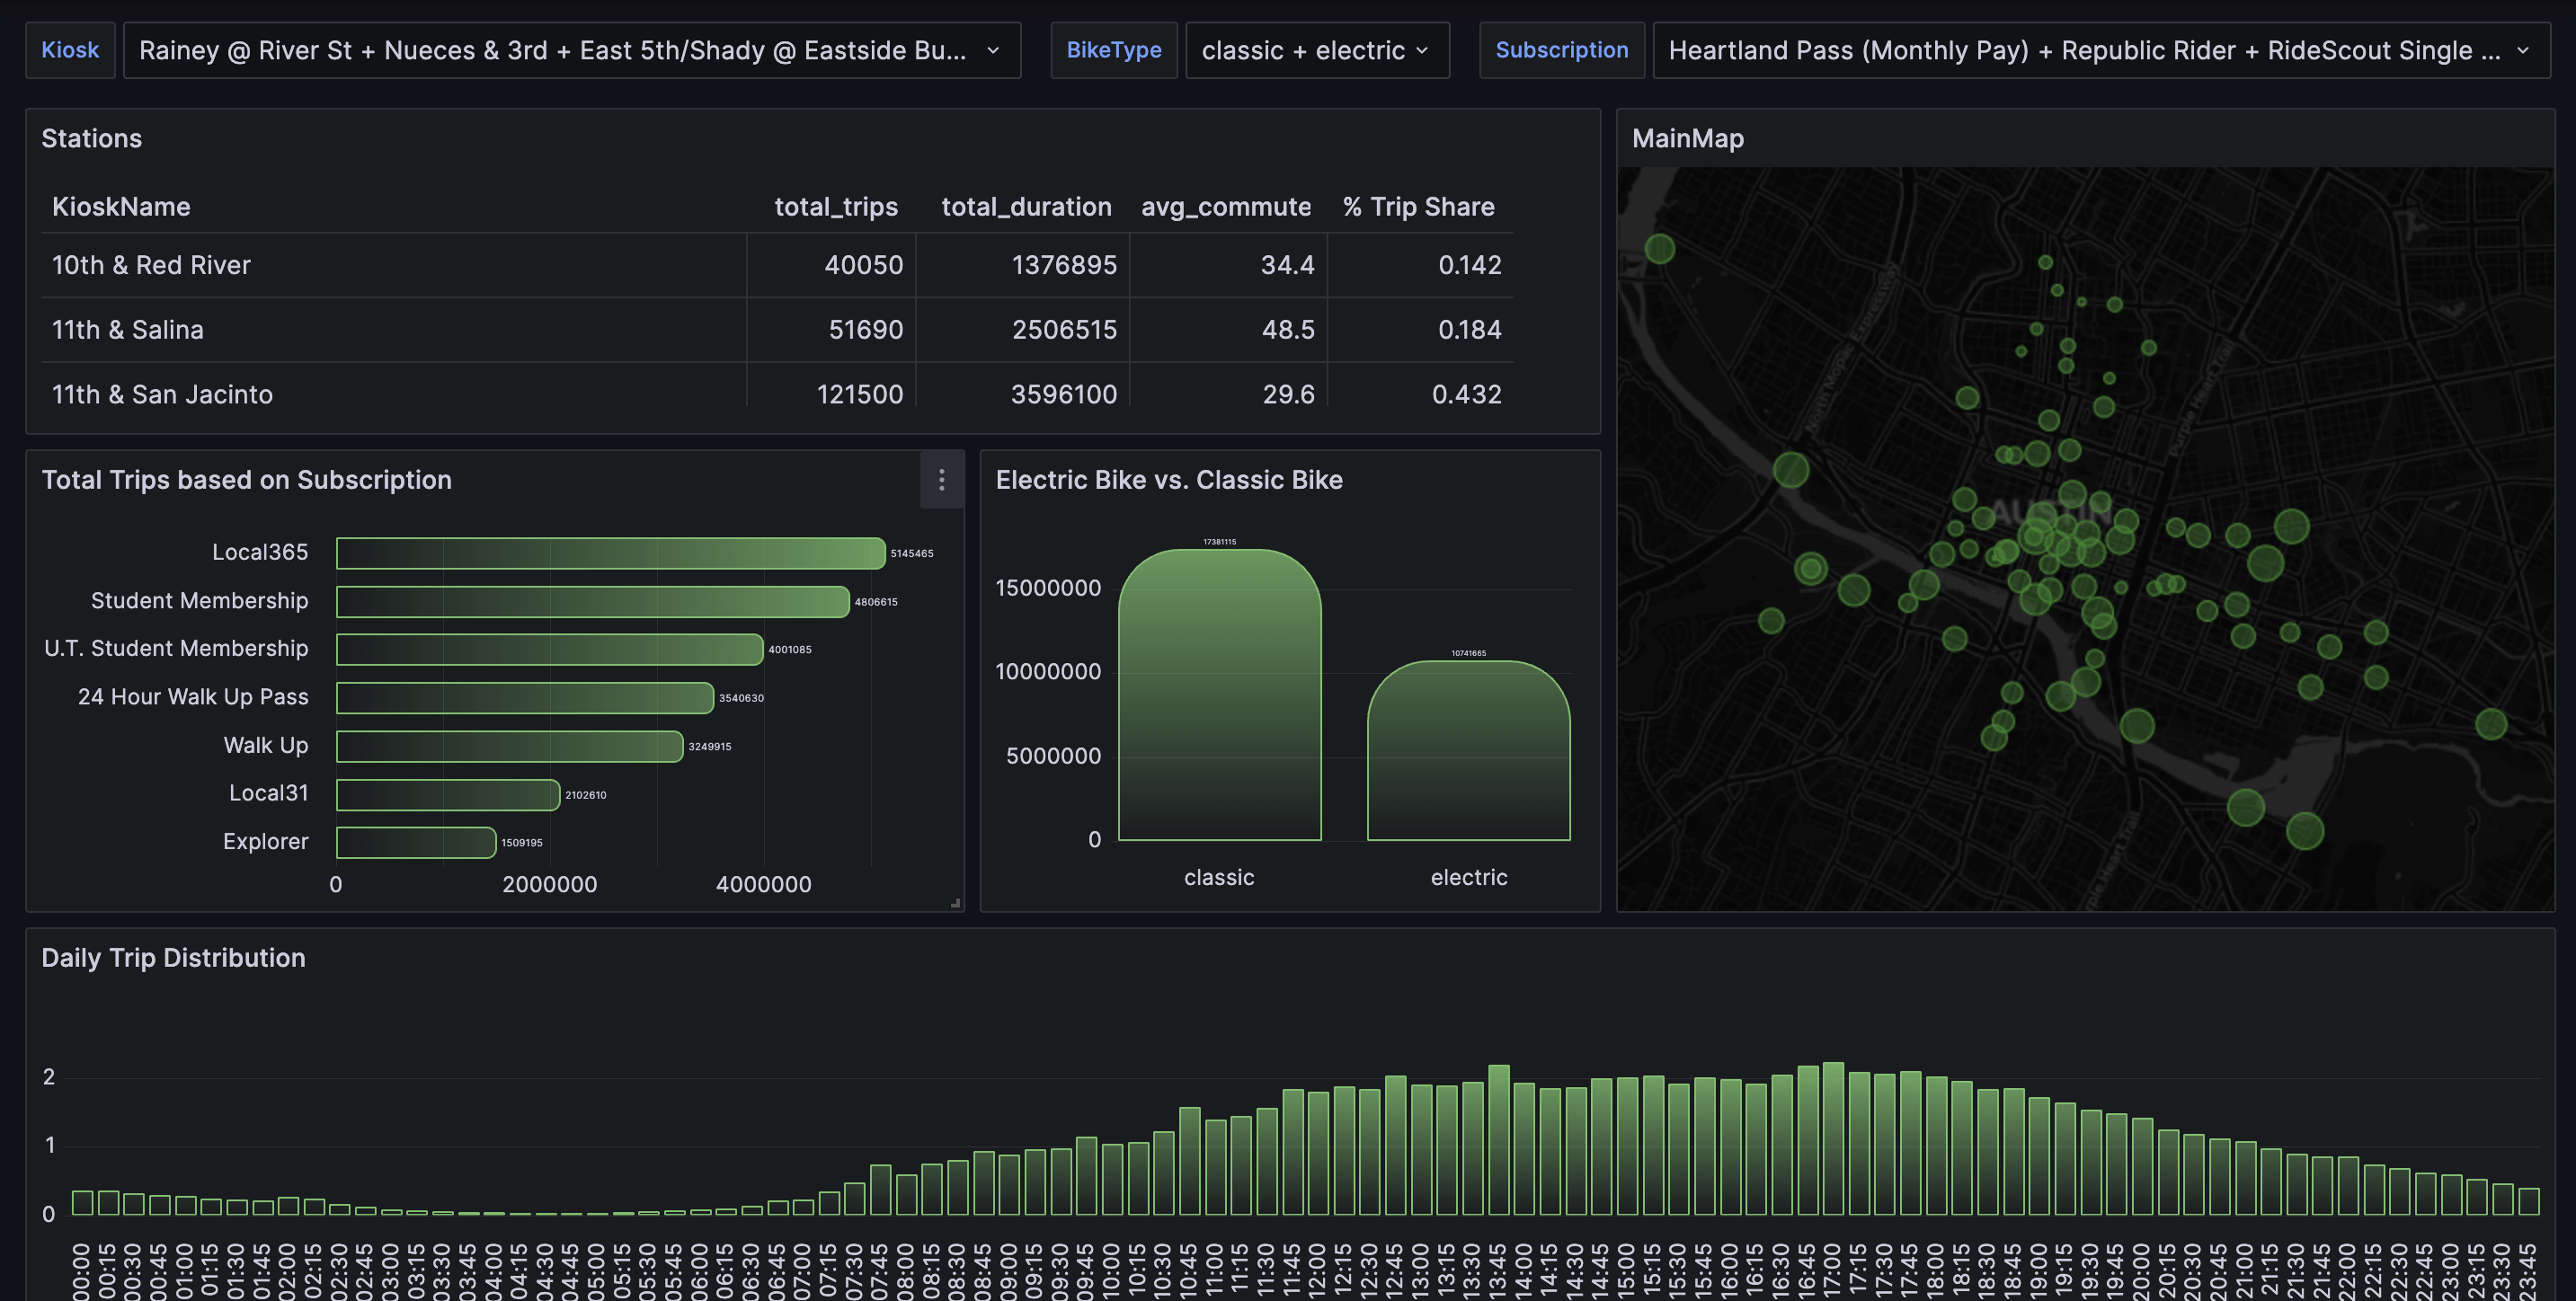 Kiosk
Rainey @ River St + Nueces & 3rd + East 5th/Shady @ Eastside Bu...
BikeType
classic + electric
Subscription
Heartland Pass (Monthly Pay) + Republic Rider + RideScout Single ...
Stations
KioskName total_trips total_duration avg_commute % Trip Share
10th & Red River 40050 1376895 34.4 0.142
11th & Salina 51690 2506515 48.5 0.184
11th & San Jacinto 121500 3596100 29.6 0.432
MainMap
North Mopac Expressway
Purple Heart Trail
AUSTIN
Purple Heart Trail
Total Trips based on Subscription
Local365 5145465
Student Membership 4806615
U.T. Student Membership 4001085
24 Hour Walk Up Pass 3540630
Walk Up 3249915
Local31 2102610
Explorer 1509195
0 2000000 4000000
Electric Bike vs. Classic Bike
17381115
15000000
10741665
10000000
5000000
0
classic electric
Daily Trip Distribution
2
1
0
00:00 00:15 00:30 00:45 01:00 01:15 01:30 01:45 02:00 02:15 02:30 02:45 03:00 03:15 03:30 03:45 04:00 04:15 04:30 04:45 05:00 05:15 05:30 05:45 06:00 06:15 06:30 06:45 07:00 07:15 07:30 07:45 08:00 08:15 08:30 08:45 09:00 09:15 09:30 09:45 10:00 10:15 10:30 10:45 11:00 11:15 11:30 11:45 12:00 12:15 12:30 12:45 13:00 13:15 13:30 13:45 14:00 14:15 14:30 14:45 15:00 15:15 15:30 15:45 16:00 16:15 16:30 16:45 17:00 17:15 17:30 17:45 18:00 18:15 18:30 18:45 19:00 19:15 19:30 19:45 20:00 20:15 20:30 20:45 21:00 21:15 21:30 21:45 22:00 22:15 22:30 22:45 23:00 23:15 23:30 23:45